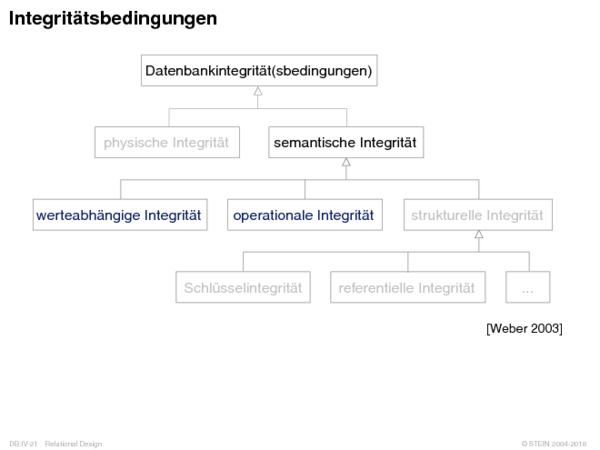 Integritätsbedingungen
Datenbankintegrität(sbedingungen)
physische Integrität
semantische Integrität
werteabhängige Integrität
operationale Integrität
strukturelle Integrität
Schlüsselintegrität
referentielle Integrität
...
[Weber 2003]
DB:IV-21 Relational Design
© STEIN 2004-2018